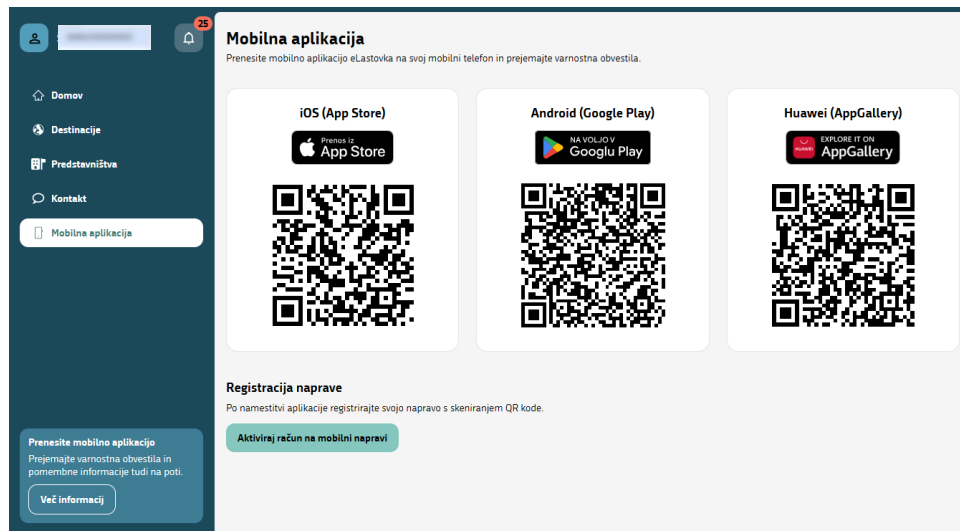 25
Domov
Destinacije
Predstavništva
Kontakt
Mobilna aplikacija
Prenesite mobilno aplikacijo
Prejemajte varnostna obvestila in
pomembne informacije tudi na poti.
Več informacij
Mobilna aplikacija
Prenesite mobilno aplikacijo eLastovka na svoj mobilni telefon in prejemajte varnostna obvestila.
iOS (App Store)
Prenos iz
App Store
Android (Google Play)
NA VOLJO V
Googlu Play
Huawei (AppGallery)
HUAWEI
EXPLORE IT ON
AppGallery
Registracija naprave
Po namestitvi aplikacije registrirajte svojo napravo s skeniranjem QR kode.
Aktiviraj račun na mobilni napravi